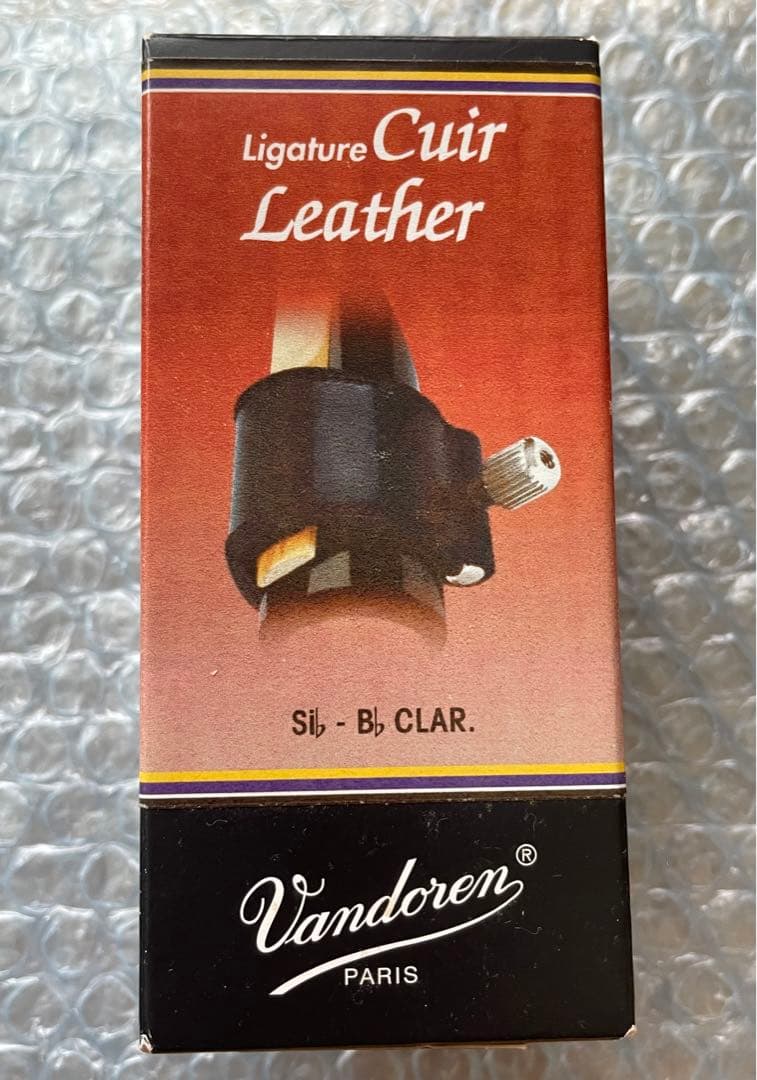 Ligature Cuir
Leather
Si♭ - B♭ CLAR.
Vandoren®
PARIS